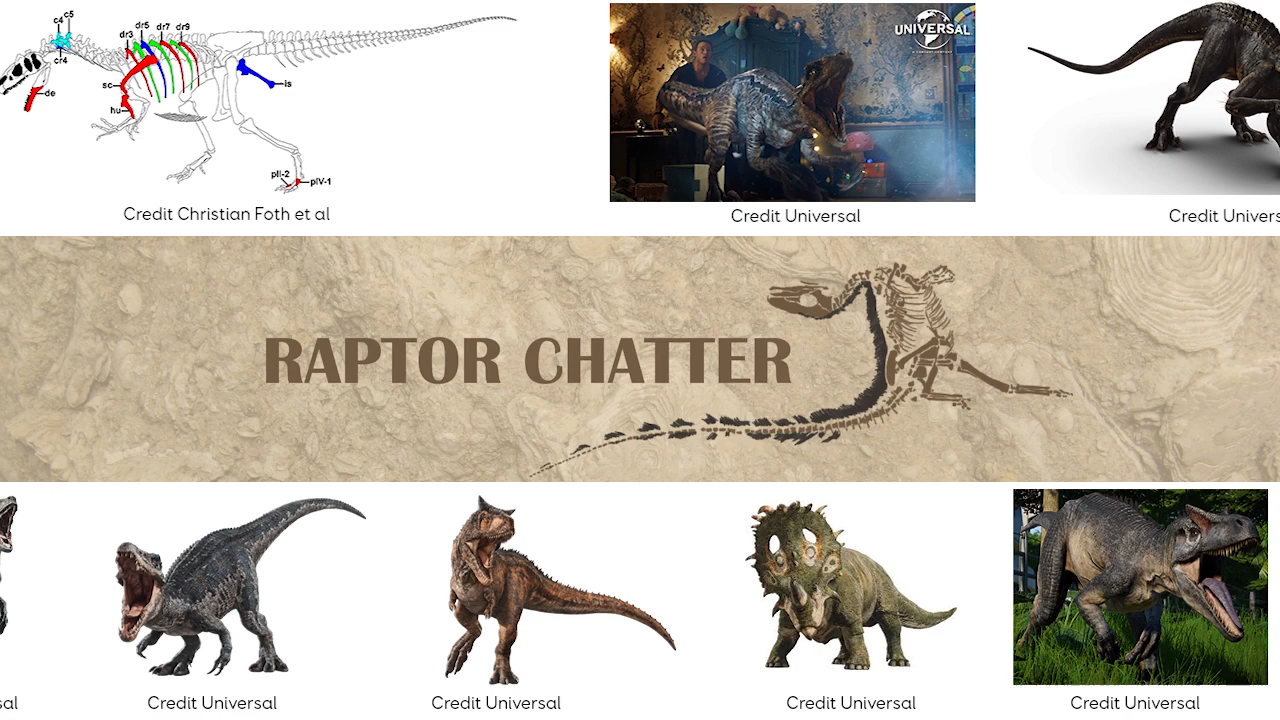 c5
c4
cr4
dr3
dr5
dr7
dr9
de
sc
hu
is
pII-2
pIV-1
Credit Christian Foth et al
UNIVERSAL
Credit Universal
Credit Univers
RAPTOR CHATTER
sal
Credit Universal
Credit Universal
Credit Universal
Credit Universal